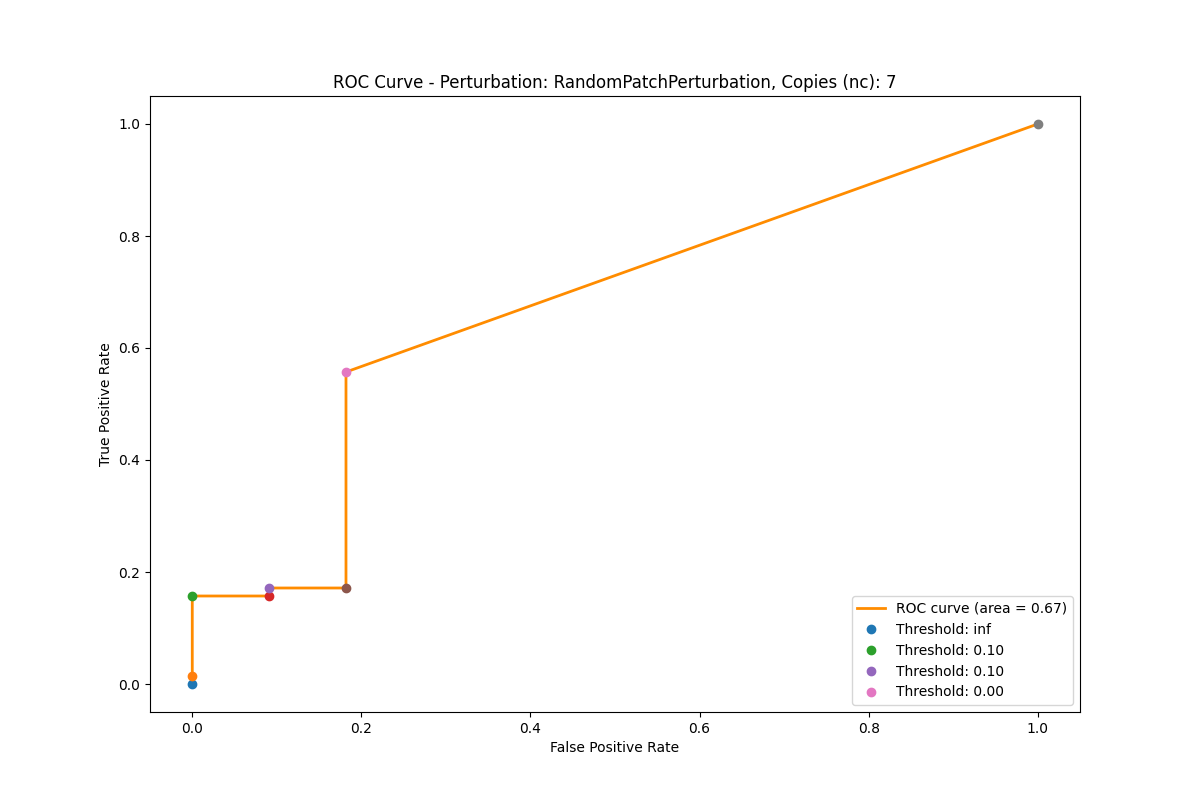 ROC Curve - Perturbation: RandomPatchPerturbation, Copies (nc): 7
1.0
0.8
0.6
0.4
0.2
0.0
True Positive Rate
0.0 0.2 0.4 0.6 0.8 1.0
False Positive Rate
ROC curve (area = 0.67)
Threshold: inf
Threshold: 0.10
Threshold: 0.10
Threshold: 0.00